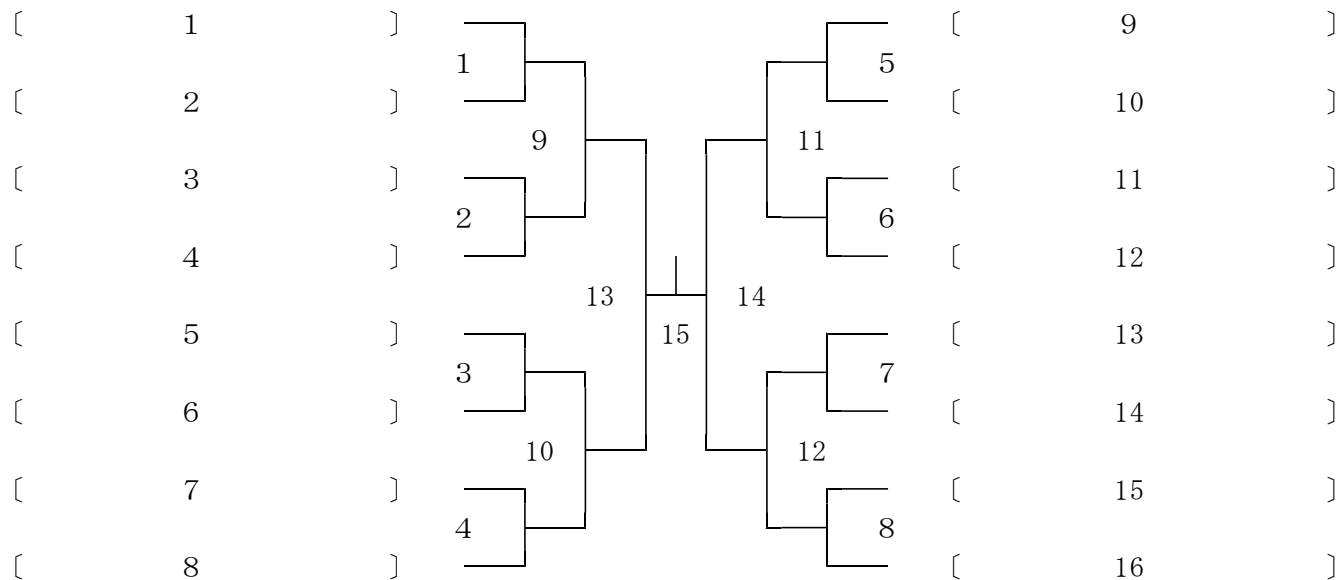 〔 1 〕 〔 9 〕
1 5
〔 2 〕 〔 10 〕
9 11
〔 3 〕 〔 11 〕
2 6
〔 4 〕 〔 12 〕
13 14
〔 5 〕 15 〔 13 〕
3 7
〔 6 〕 〔 14 〕
10 12
〔 7 〕 〔 15 〕
4 8
〔 8 〕 〔 16 〕